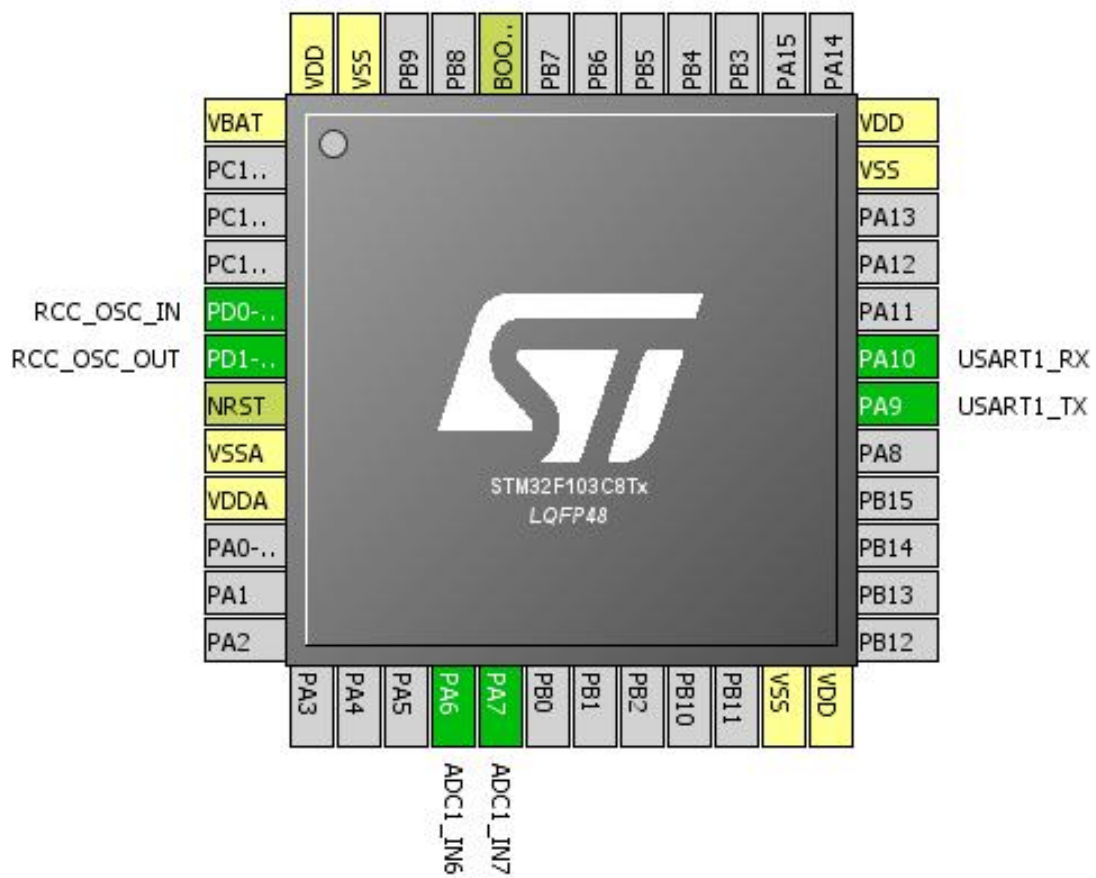 VDD
VSS
PB9
PB8
BOO..
PB7
PB6
PB5
PB4
PB3
PA15
PA14
VBAT
PC1..
PC1..
PC1..
RCC_OSC_IN PD0-..
RCC_OSC_OUT PD1-..
NRST
VSSA
VDDA
PA0-..
PA1
PA2
VDD
VSS
PA13
PA12
PA11
PA10 USART1_RX
PA9 USART1_TX
PA8
PB15
PB14
PB13
PB12
ST
STM32F103C8Tx
LQFP48
PA3
PA4
PA5
PA6
PA7
PB0
PB1
PB2
PB10
PB11
VSS
VDD
ADC1_IN6
ADC1_IN7